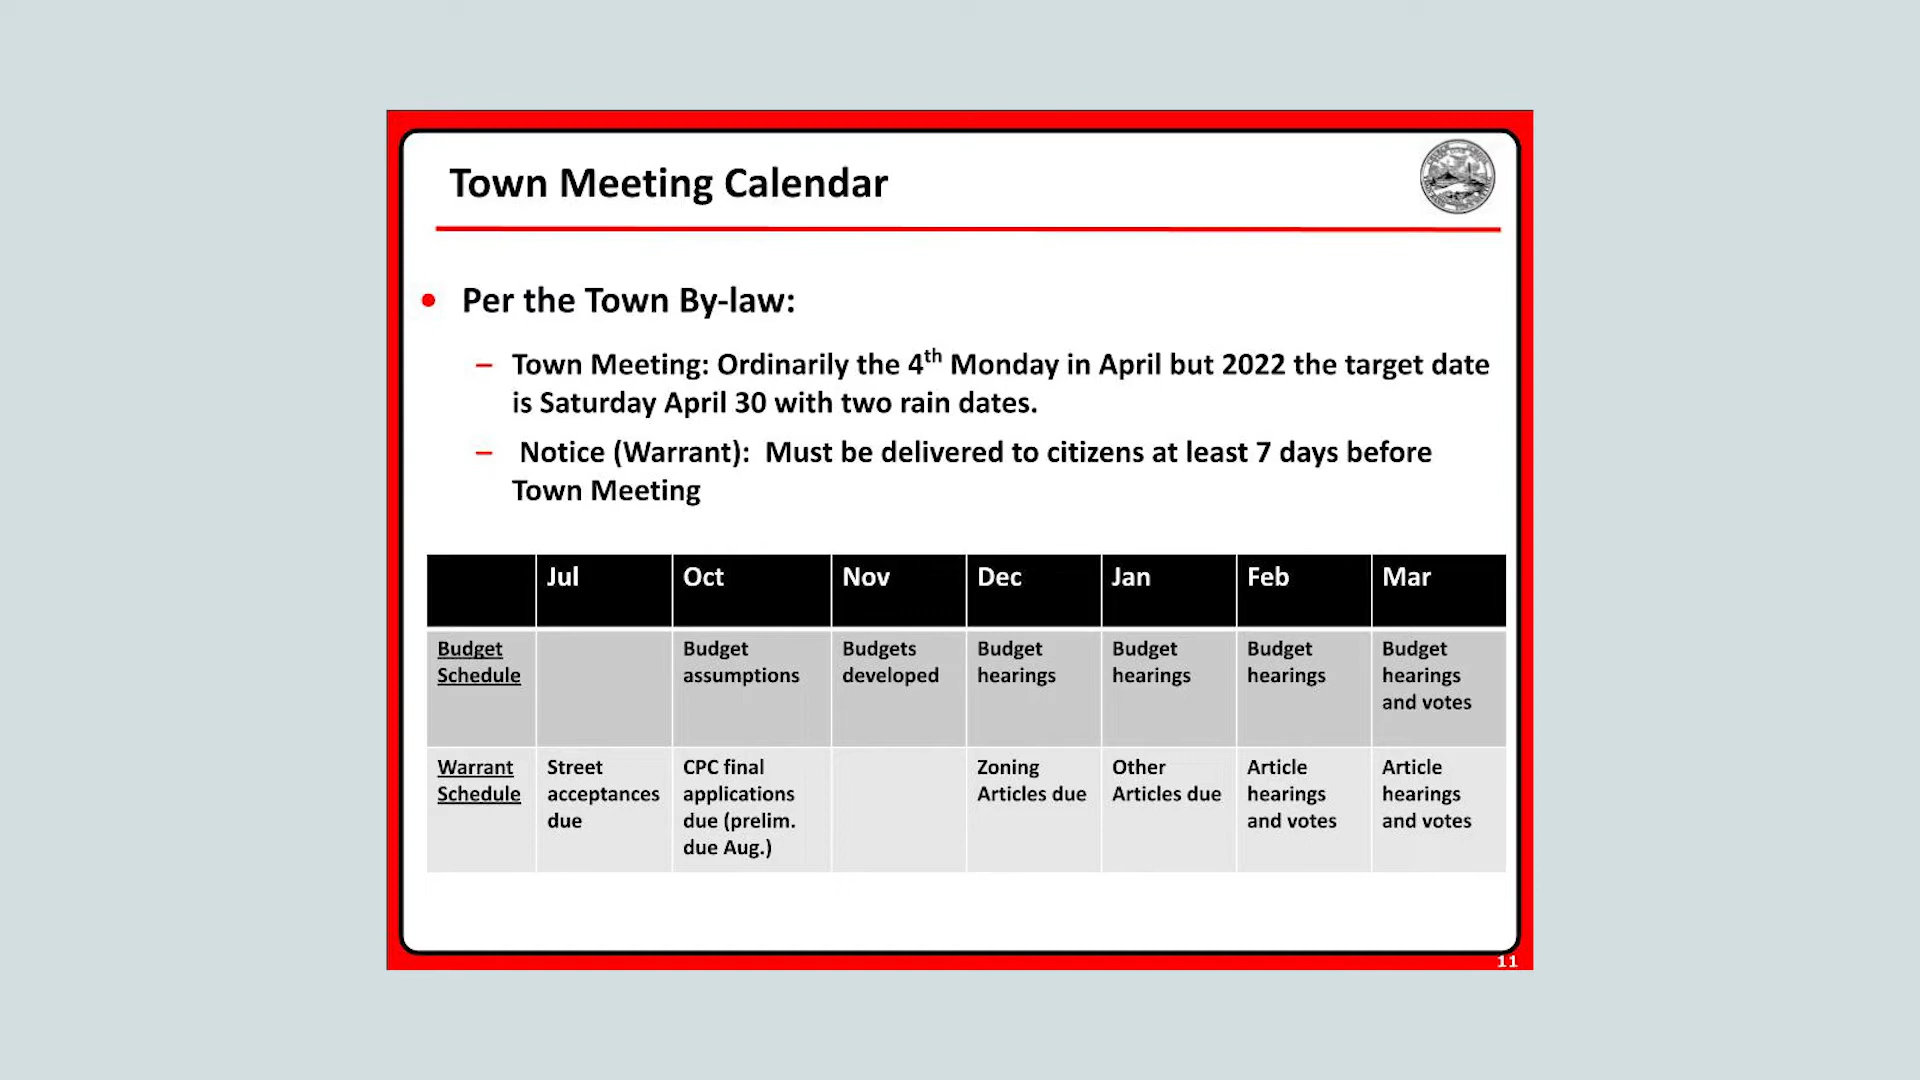 Town Meeting Calendar
• Per the Town By-law:
– Town Meeting: Ordinarily the 4th Monday in April but 2022 the target date
is Saturday April 30 with two rain dates.
– Notice (Warrant): Must be delivered to citizens at least 7 days before
Town Meeting
Jul Oct Nov Dec Jan Feb Mar
Budget Budget Budgets Budget Budget Budget Budget
Schedule assumptions developed hearings hearings hearings hearings
and votes
Warrant Street CPC final Zoning Other Article Article
Schedule acceptances applications Articles due Articles due hearings hearings
due due (prelim. and votes and votes
due Aug.)
11